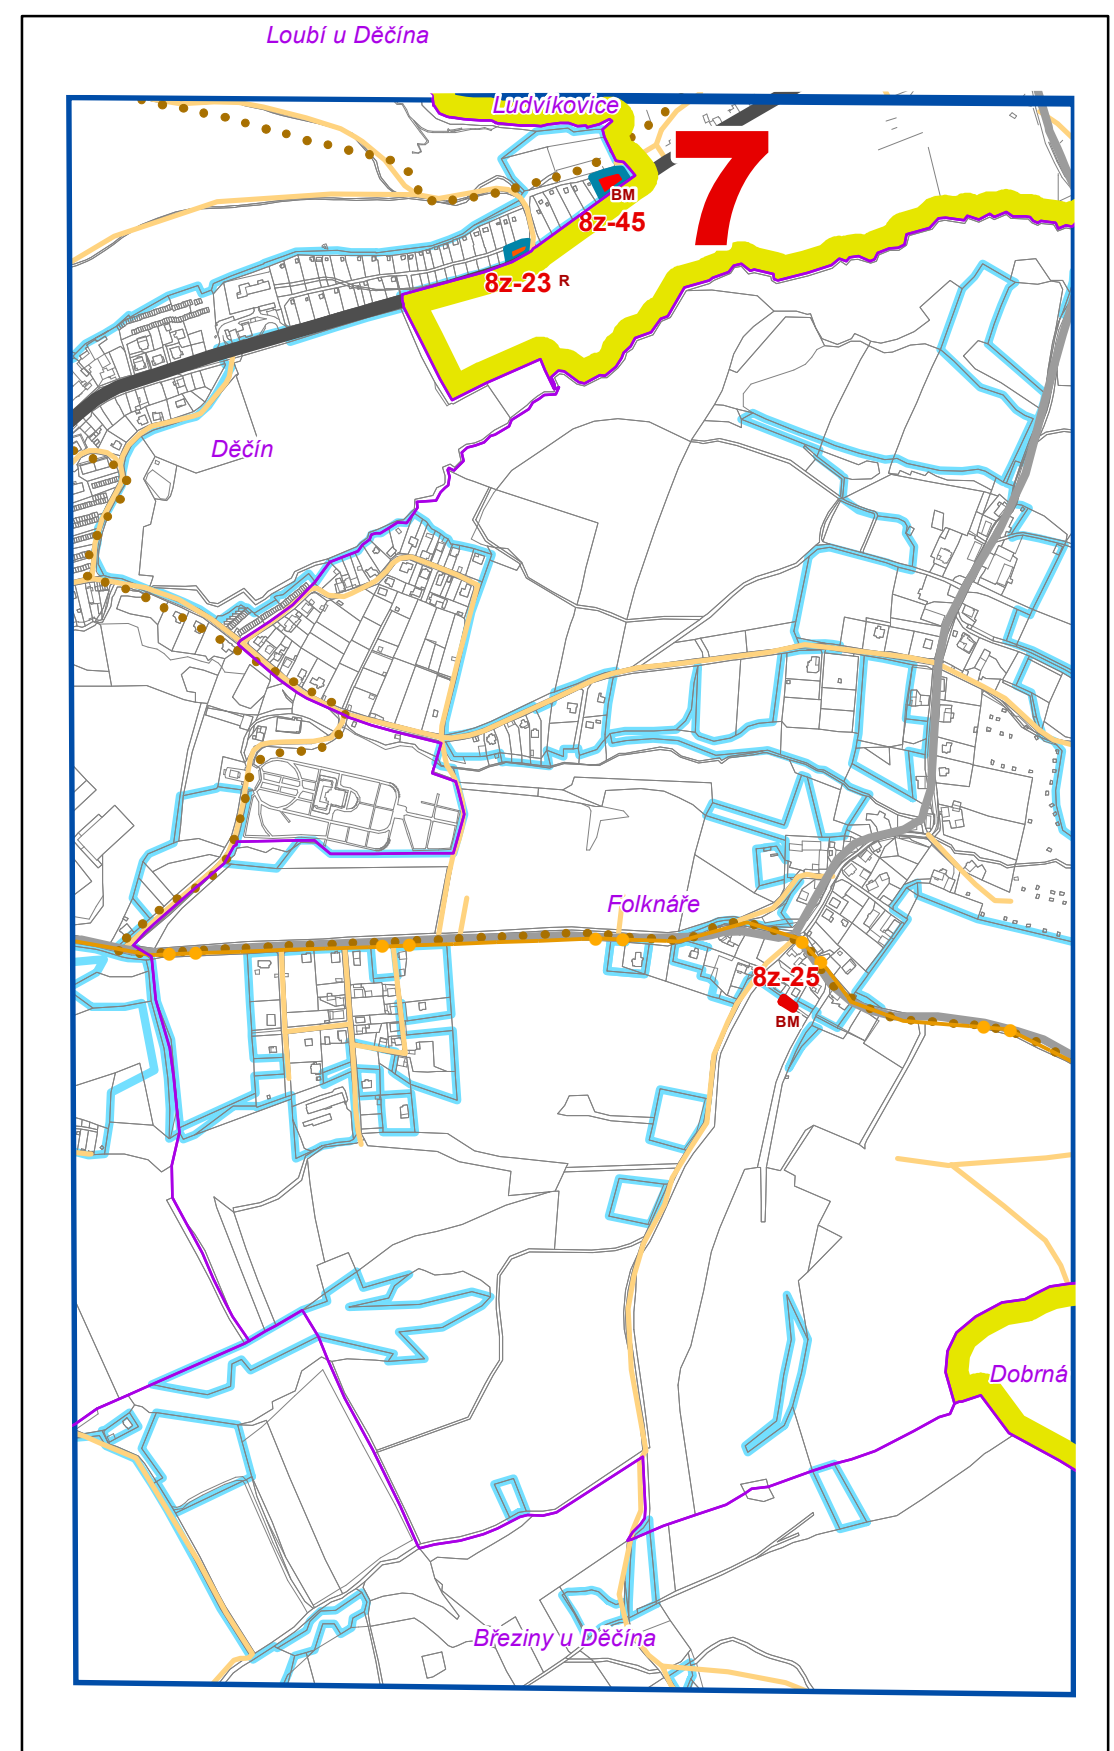 Loubí u Děčína
Ludvíkovice
7
BM
8z-45
8z-23 R
Děčín
Folknáře
8z-25
BM
Dobrná
Březiny u Děčína